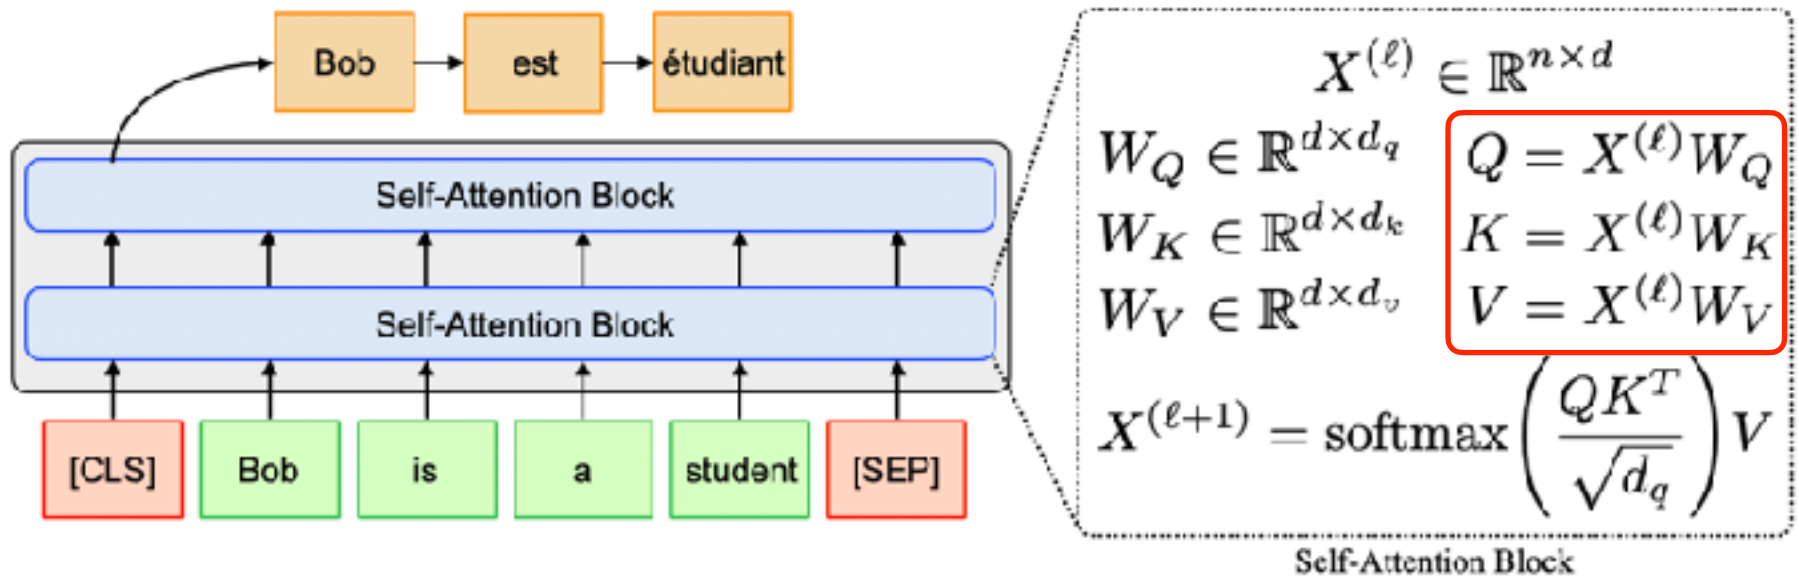 Bob est étudiant
Self-Attention Block
Self-Attention Block
[CLS] Bob is a student [SEP]
X^{(ℓ)} ∈ ℝ^{n×d}
W_Q ∈ ℝ^{d×d_q} Q = X^{(ℓ)}W_Q
W_K ∈ ℝ^{d×d_k} K = X^{(ℓ)}W_K
W_V ∈ ℝ^{d×d_v} V = X^{(ℓ)}W_V
X^{(ℓ+1)} = softmax(QK^T / √d_q) V
Self-Attention Block